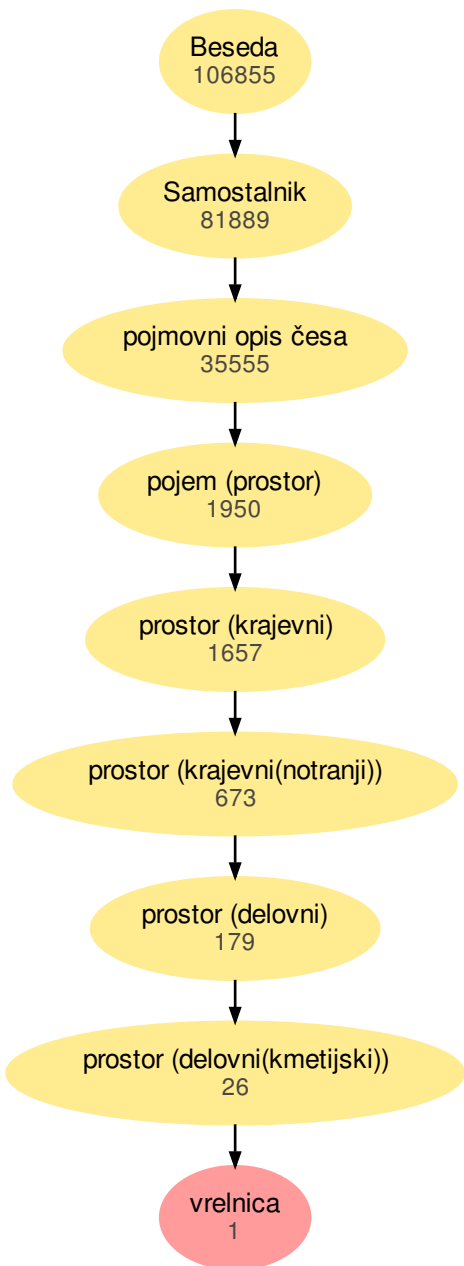 Beseda
106855
Samostalnik
81889
pojmovni opis česa
35555
pojem (prostor)
1950
prostor (krajevni)
1657
prostor (krajevni(notranji))
673
prostor (delovni)
179
prostor (delovni(kmetijski))
26
vrelnica
1